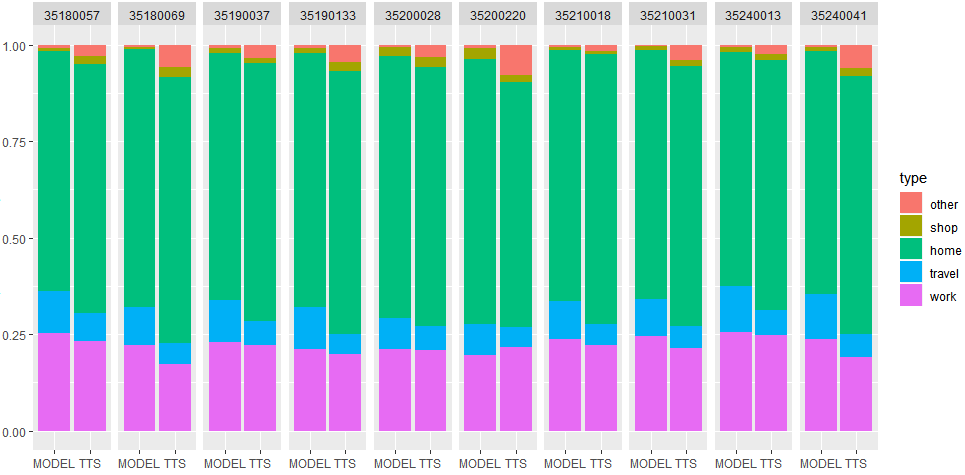 35180057 35180069 35190037 35190133 35200028 35200220 35210018 35210031 35240013 35240041
1.00
0.75
0.50
0.25
0.00
MODEL TTS MODEL TTS MODEL TTS MODEL TTS MODEL TTS MODEL TTS MODEL TTS MODEL TTS MODEL TTS MODEL TTS
type
other
shop
home
travel
work